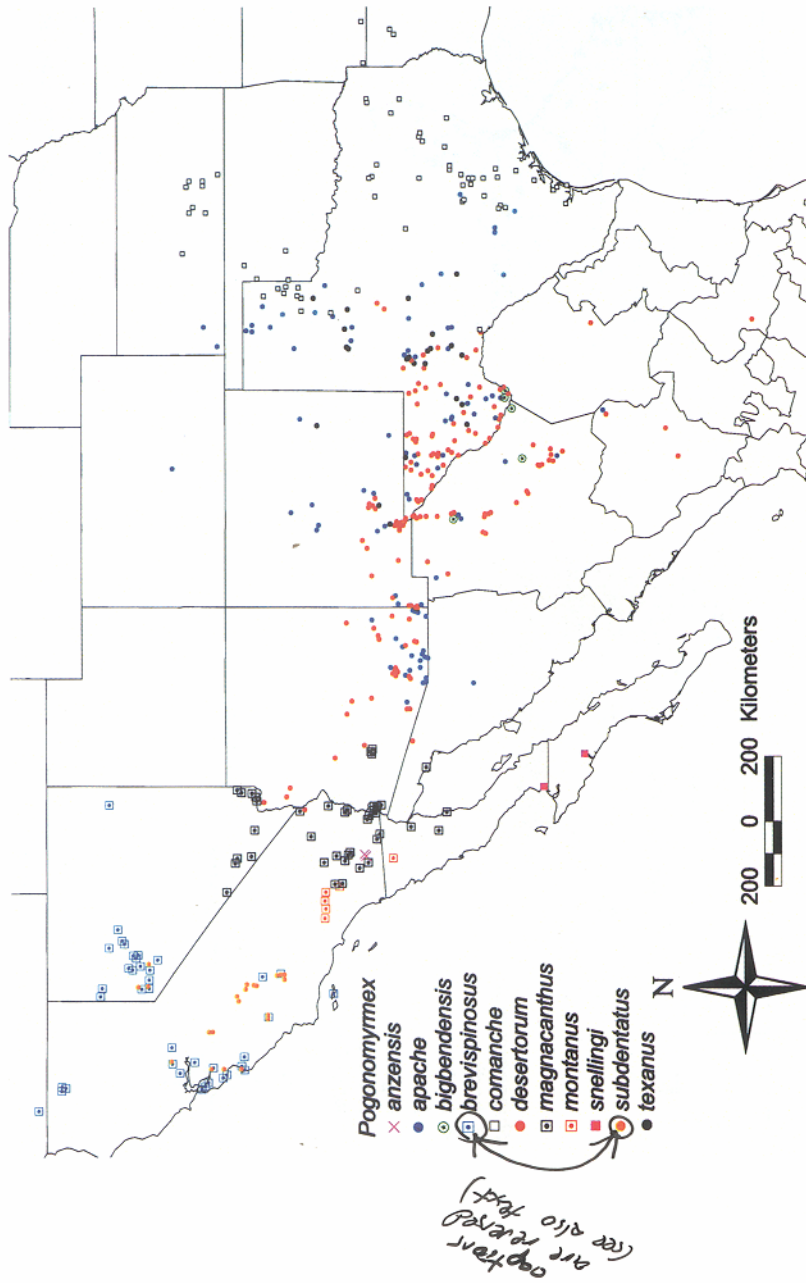 Pogonomyrmex
anzensis
apache
bigbendensis
brevispinosus
comanche
desertorum
magnacanthus
montanus
snellingi
subdentatus
texanus
N
200 0 200 Kilometers
captions
are reversed
(see also text)